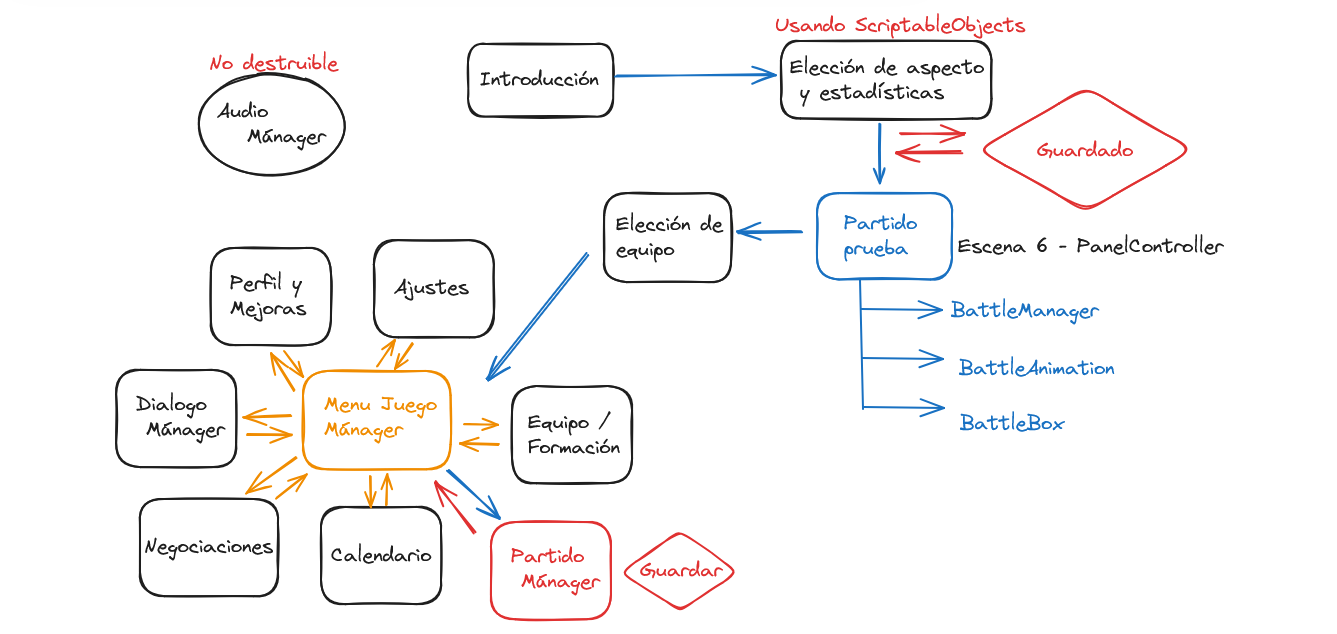 Usando ScriptableObjects
No destruible
Introducción
Elección de aspecto
y estadísticas
Audio
Mánager
Guardado
Elección de
equipo
Partido
prueba
Escena 6 - PanelController
Perfil y
Mejoras
Ajustes
BattleManager
BattleAnimation
BattleBox
Dialogo
Mánager
Menu Juego
Mánager
Equipo /
Formación
Negociaciones
Calendario
Partido
Mánager
Guardar